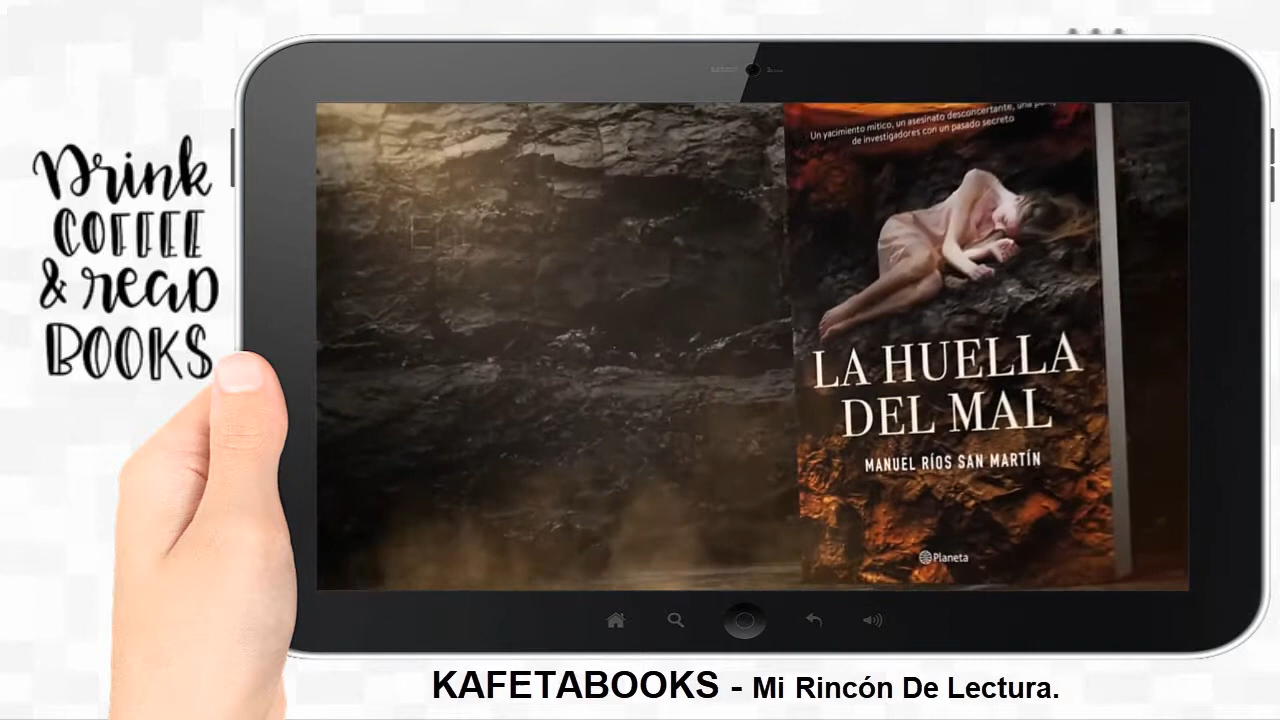 Drink
COFFEE
& read
BOOKS
Un yacimiento mítico, un asesinato desconcertante, una
de investigadores con un pasado secreto
LA HUELLA
DEL MAL
MANUEL RÍOS SAN MARTÍN
Planeta
KAFETABOOKS - Mi Rincón De Lectura.